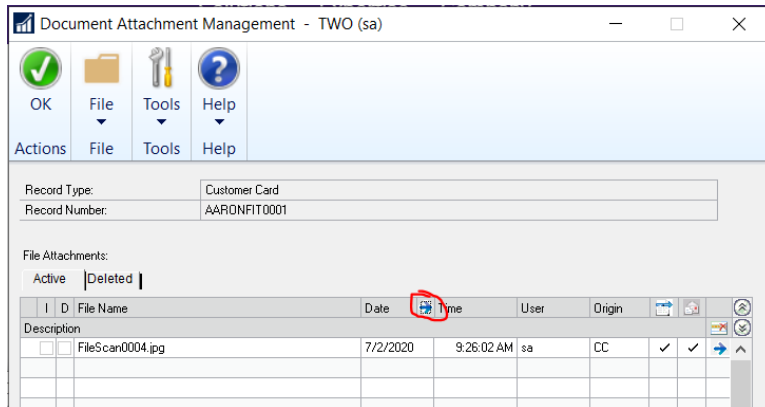 Document Attachment Management - TWO (sa)
OK File Tools Help
Actions File Tools Help
Record Type: Customer Card
Record Number: AARONFIT0001
File Attachments:
Active Deleted
I D File Name Date Time User Origin
Description
FileScan0004.jpg 7/2/2020 9:26:02 AM sa CC